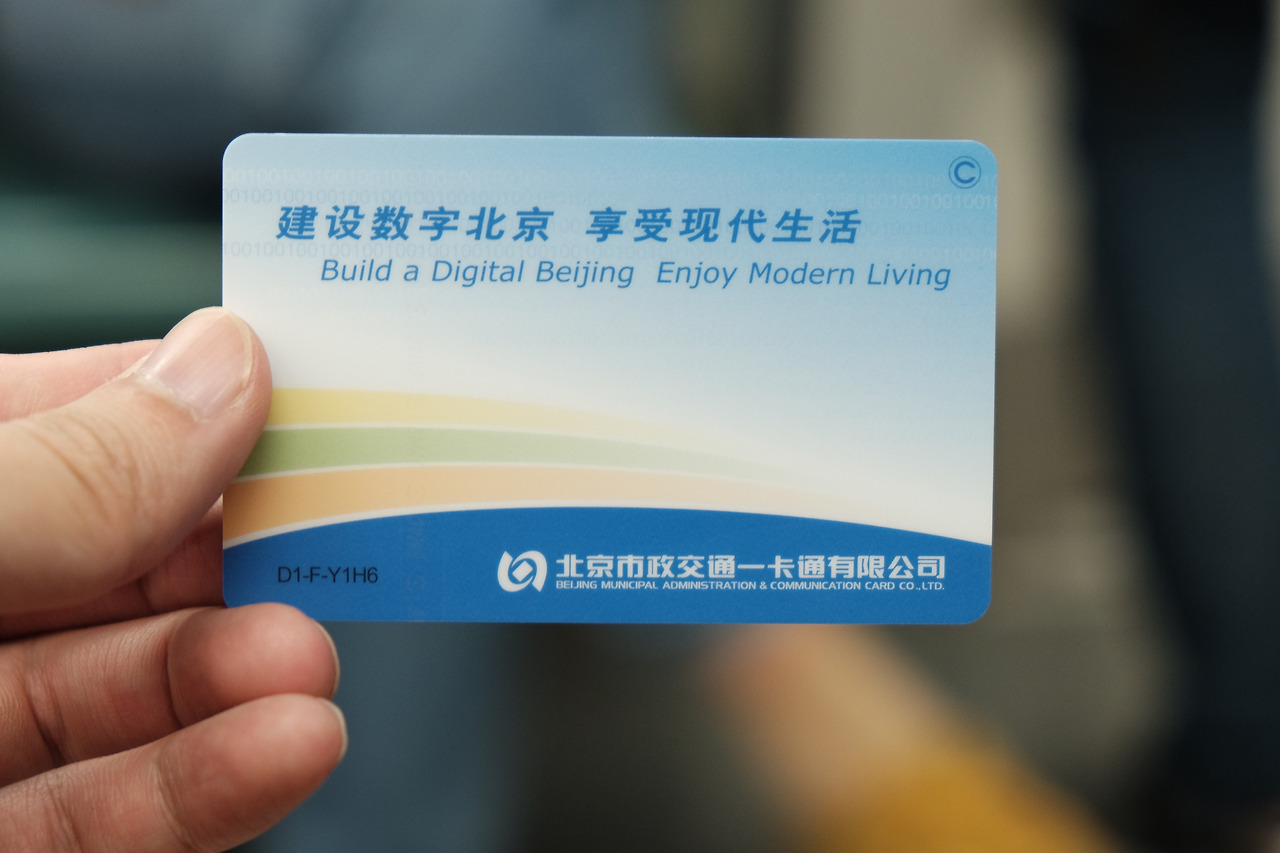 ©
建设数字北京 享受现代生活
Build a Digital Beijing Enjoy Modern Living
D1-F-Y1H6
北京市政交通一卡通有限公司
BEIJING MUNICIPAL ADMINISTRATION & COMMUNICATION CARD CO.,LTD.